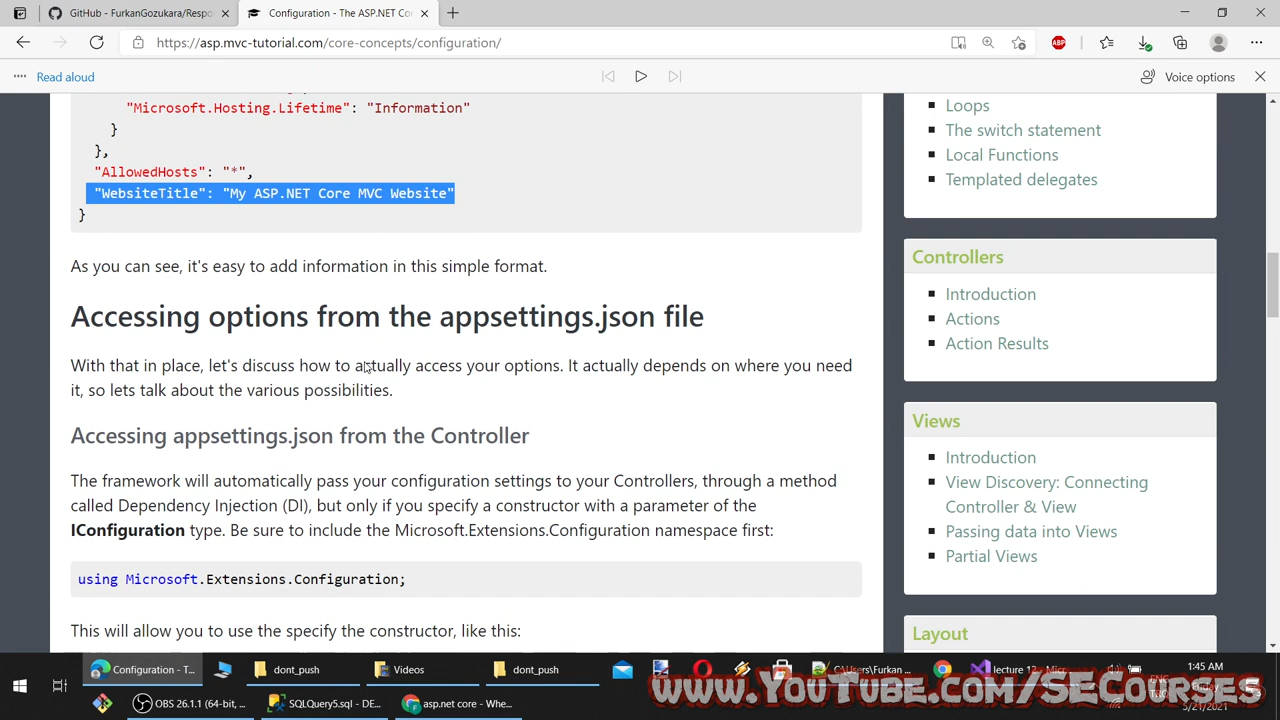 GitHub - FurkanGozukara/Respo
Configuration - The ASP.NET Co
https://asp.mvc-tutorial.com/core-concepts/configuration/
ABP
Read aloud
Voice options
"Microsoft.Hosting.Lifetime": "Information"
}
},
"AllowedHosts": "*",
"WebsiteTitle": "My ASP.NET Core MVC Website"
}
As you can see, it's easy to add information in this simple format.
Accessing options from the appsettings.json file
With that in place, let's discuss how to actually access your options. It actually depends on where you need
it, so lets talk about the various possibilities.
Accessing appsettings.json from the Controller
The framework will automatically pass your configuration settings to your Controllers, through a method
called Dependency Injection (DI), but only if you specify a constructor with a parameter of the
IConfiguration type. Be sure to include the Microsoft.Extensions.Configuration namespace first:
using Microsoft.Extensions.Configuration;
This will allow you to use the specify the constructor, like this:
Loops
The switch statement
Local Functions
Templated delegates
Controllers
Introduction
Actions
Action Results
Views
Introduction
View Discovery: Connecting
Controller & View
Passing data into Views
Partial Views
Layout
Configuration - T...
dont_push
Videos
dont_push
C:\Users\Furkan ...
lecture 12 - Micr...
1:45 AM
5/21/2021
OBS 26.1.1 (64-bit, ...
SQLQuery5.sql - DE...
asp.net core - Whe...
www.YouTube.com/SECourses